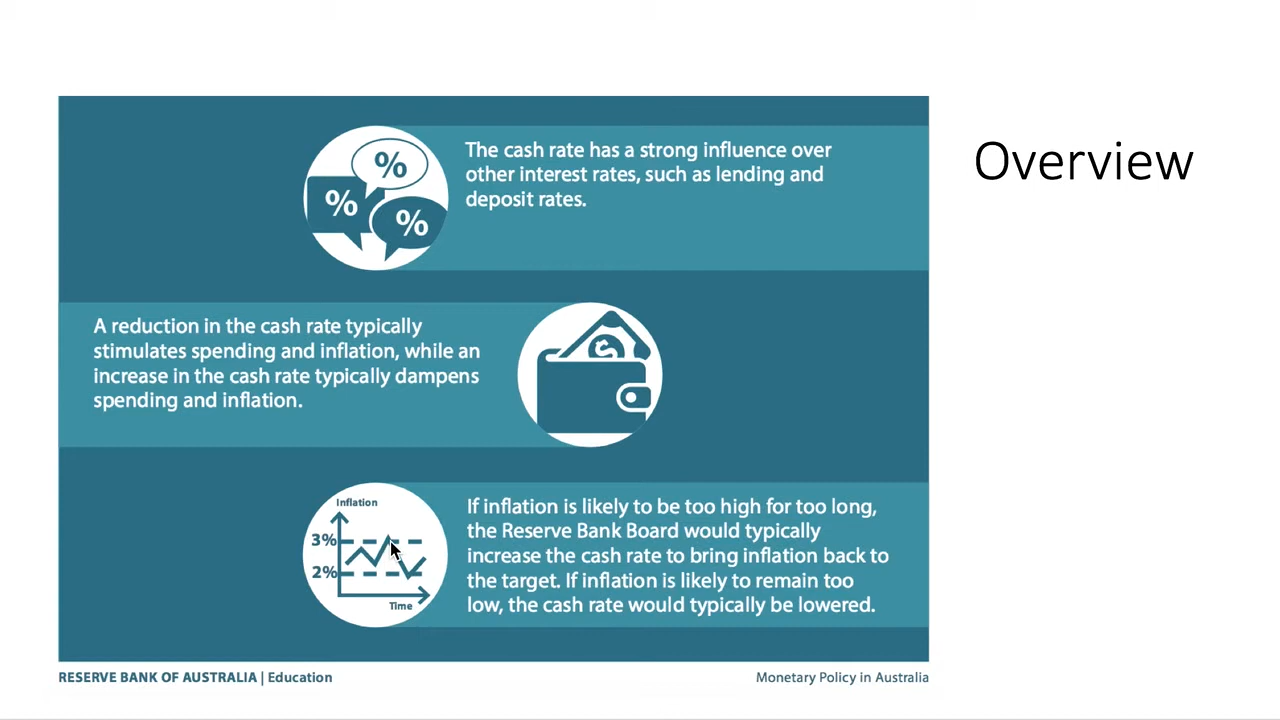 Overview
%
%
%
The cash rate has a strong influence over
other interest rates, such as lending and
deposit rates.
A reduction in the cash rate typically
stimulates spending and inflation, while an
increase in the cash rate typically dampens
spending and inflation.
$
Inflation
3%
2%
Time
If inflation is likely to be too high for too long,
the Reserve Bank Board would typically
increase the cash rate to bring inflation back to
the target. If inflation is likely to remain too
low, the cash rate would typically be lowered.
RESERVE BANK OF AUSTRALIA | Education
Monetary Policy in Australia